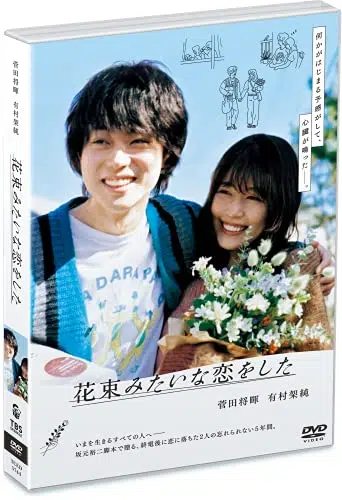 菅田将暉 有村架純
花束みたいな恋をした
TBS
DVD
何かがはじまる予感がして、
心臓が鳴った——。
A DARIPA
花束みたいな恋をした
菅田将暉 有村架純
いまを生きるすべての人へ——
坂元裕二脚本で贈る、終電後に恋に落ちた2人の忘れられない5年間。
DVD
VIDEO